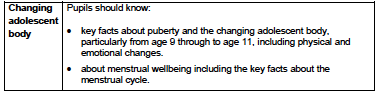 Changing adolescent body
Pupils should know:
• key facts about puberty and the changing adolescent body,
particularly from age 9 through to age 11, including physical and
emotional changes.
• about menstrual wellbeing including the key facts about the
menstrual cycle.